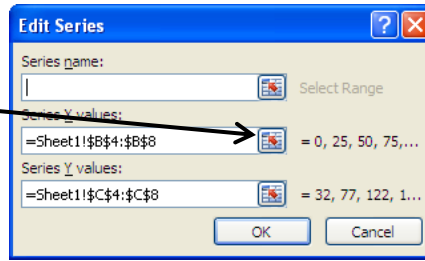 Edit Series
Series name:
Select Range
Series X values:
=Sheet1!$B$4:$B$8 = 0, 25, 50, 75,...
Series Y values:
=Sheet1!$C$4:$C$8 = 32, 77, 122, 1...
OK Cancel